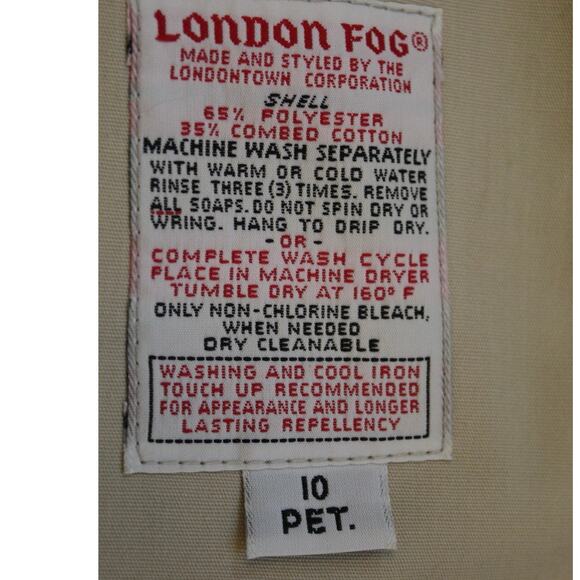 LONDON FOG®
MADE AND STYLED BY THE
LONDONTOWN CORPORATION
SHELL
65% POLYESTER
35% COMBED COTTON
MACHINE WASH SEPARATELY
WITH WARM OR COLD WATER
RINSE THREE (3) TIMES. REMOVE
ALL SOAPS. DO NOT SPIN DRY OR
WRING. HANG TO DRIP DRY.
- OR -
COMPLETE WASH CYCLE
PLACE IN MACHINE DRYER
TUMBLE DRY AT 160° F
ONLY NON-CHLORINE BLEACH,
WHEN NEEDED
DRY CLEANABLE
WASHING AND COOL IRON
TOUCH UP RECOMMENDED
FOR APPEARANCE AND LONGER
LASTING REPELLENCY
10
PET.